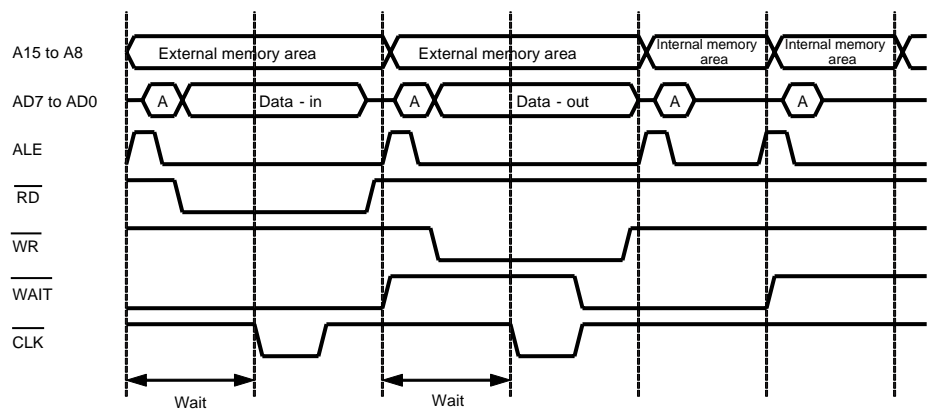 A15 to A8
External memory area
External memory area
Internal memory
area
Internal memory
area
AD7 to AD0
A
Data - in
A
Data - out
A
A
ALE
RD
WR
WAIT
CLK
Wait
Wait